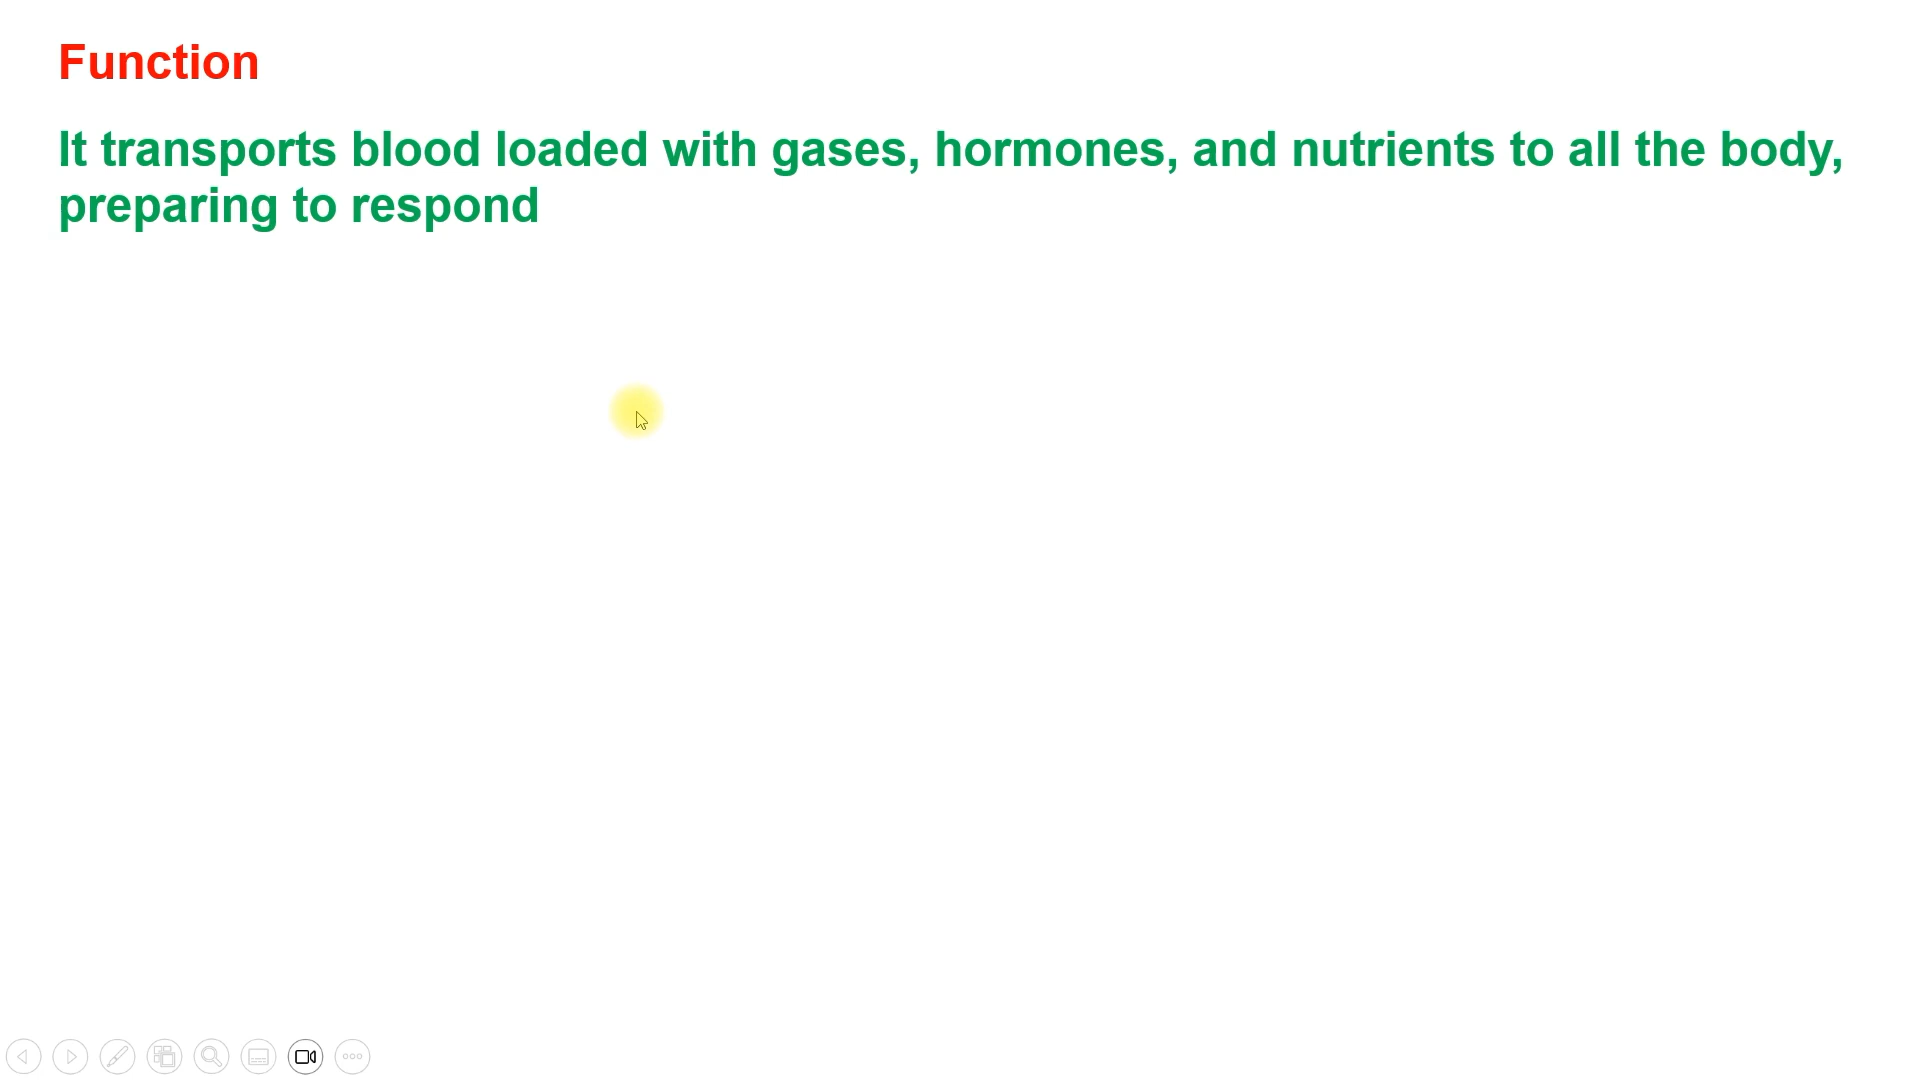 Function
It transports blood loaded with gases, hormones, and nutrients to all the body,
preparing to respond